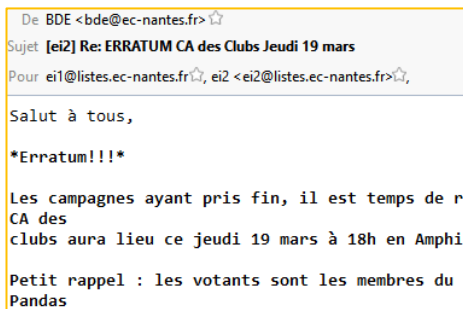 De BDE <bde@ec-nantes.fr>
Sujet [ei2] Re: ERRATUM CA des Clubs Jeudi 19 mars
Pour ei1@listes.ec-nantes.fr, ei2 <ei2@listes.ec-nantes.fr>,
Salut à tous,
*Erratum!!!*
Les campagnes ayant pris fin, il est temps de r
CA des
clubs aura lieu ce jeudi 19 mars à 18h en Amphi
Petit rappel : les votants sont les membres du
Pandas